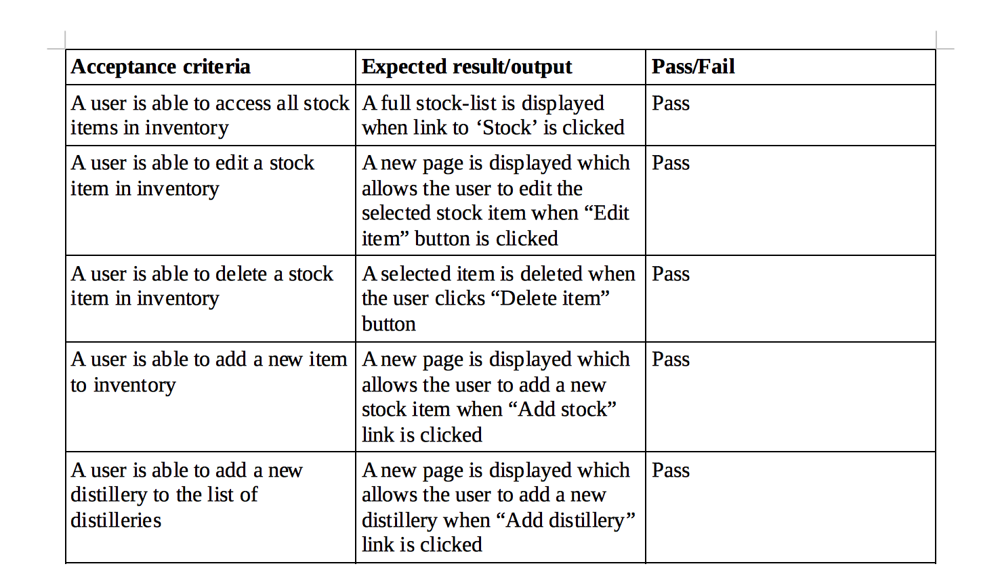 Acceptance criteria
Expected result/output
Pass/Fail
A user is able to access all stock
items in inventory
A full stock-list is displayed
when link to ‘Stock’ is clicked
Pass
A user is able to edit a stock
item in inventory
A new page is displayed which
allows the user to edit the
selected stock item when “Edit
item” button is clicked
Pass
A user is able to delete a stock
item in inventory
A selected item is deleted when
the user clicks “Delete item”
button
Pass
A user is able to add a new item
to inventory
A new page is displayed which
allows the user to add a new
stock item when “Add stock”
link is clicked
Pass
A user is able to add a new
distillery to the list of
distilleries
A new page is displayed which
allows the user to add a new
distillery when “Add distillery”
link is clicked
Pass